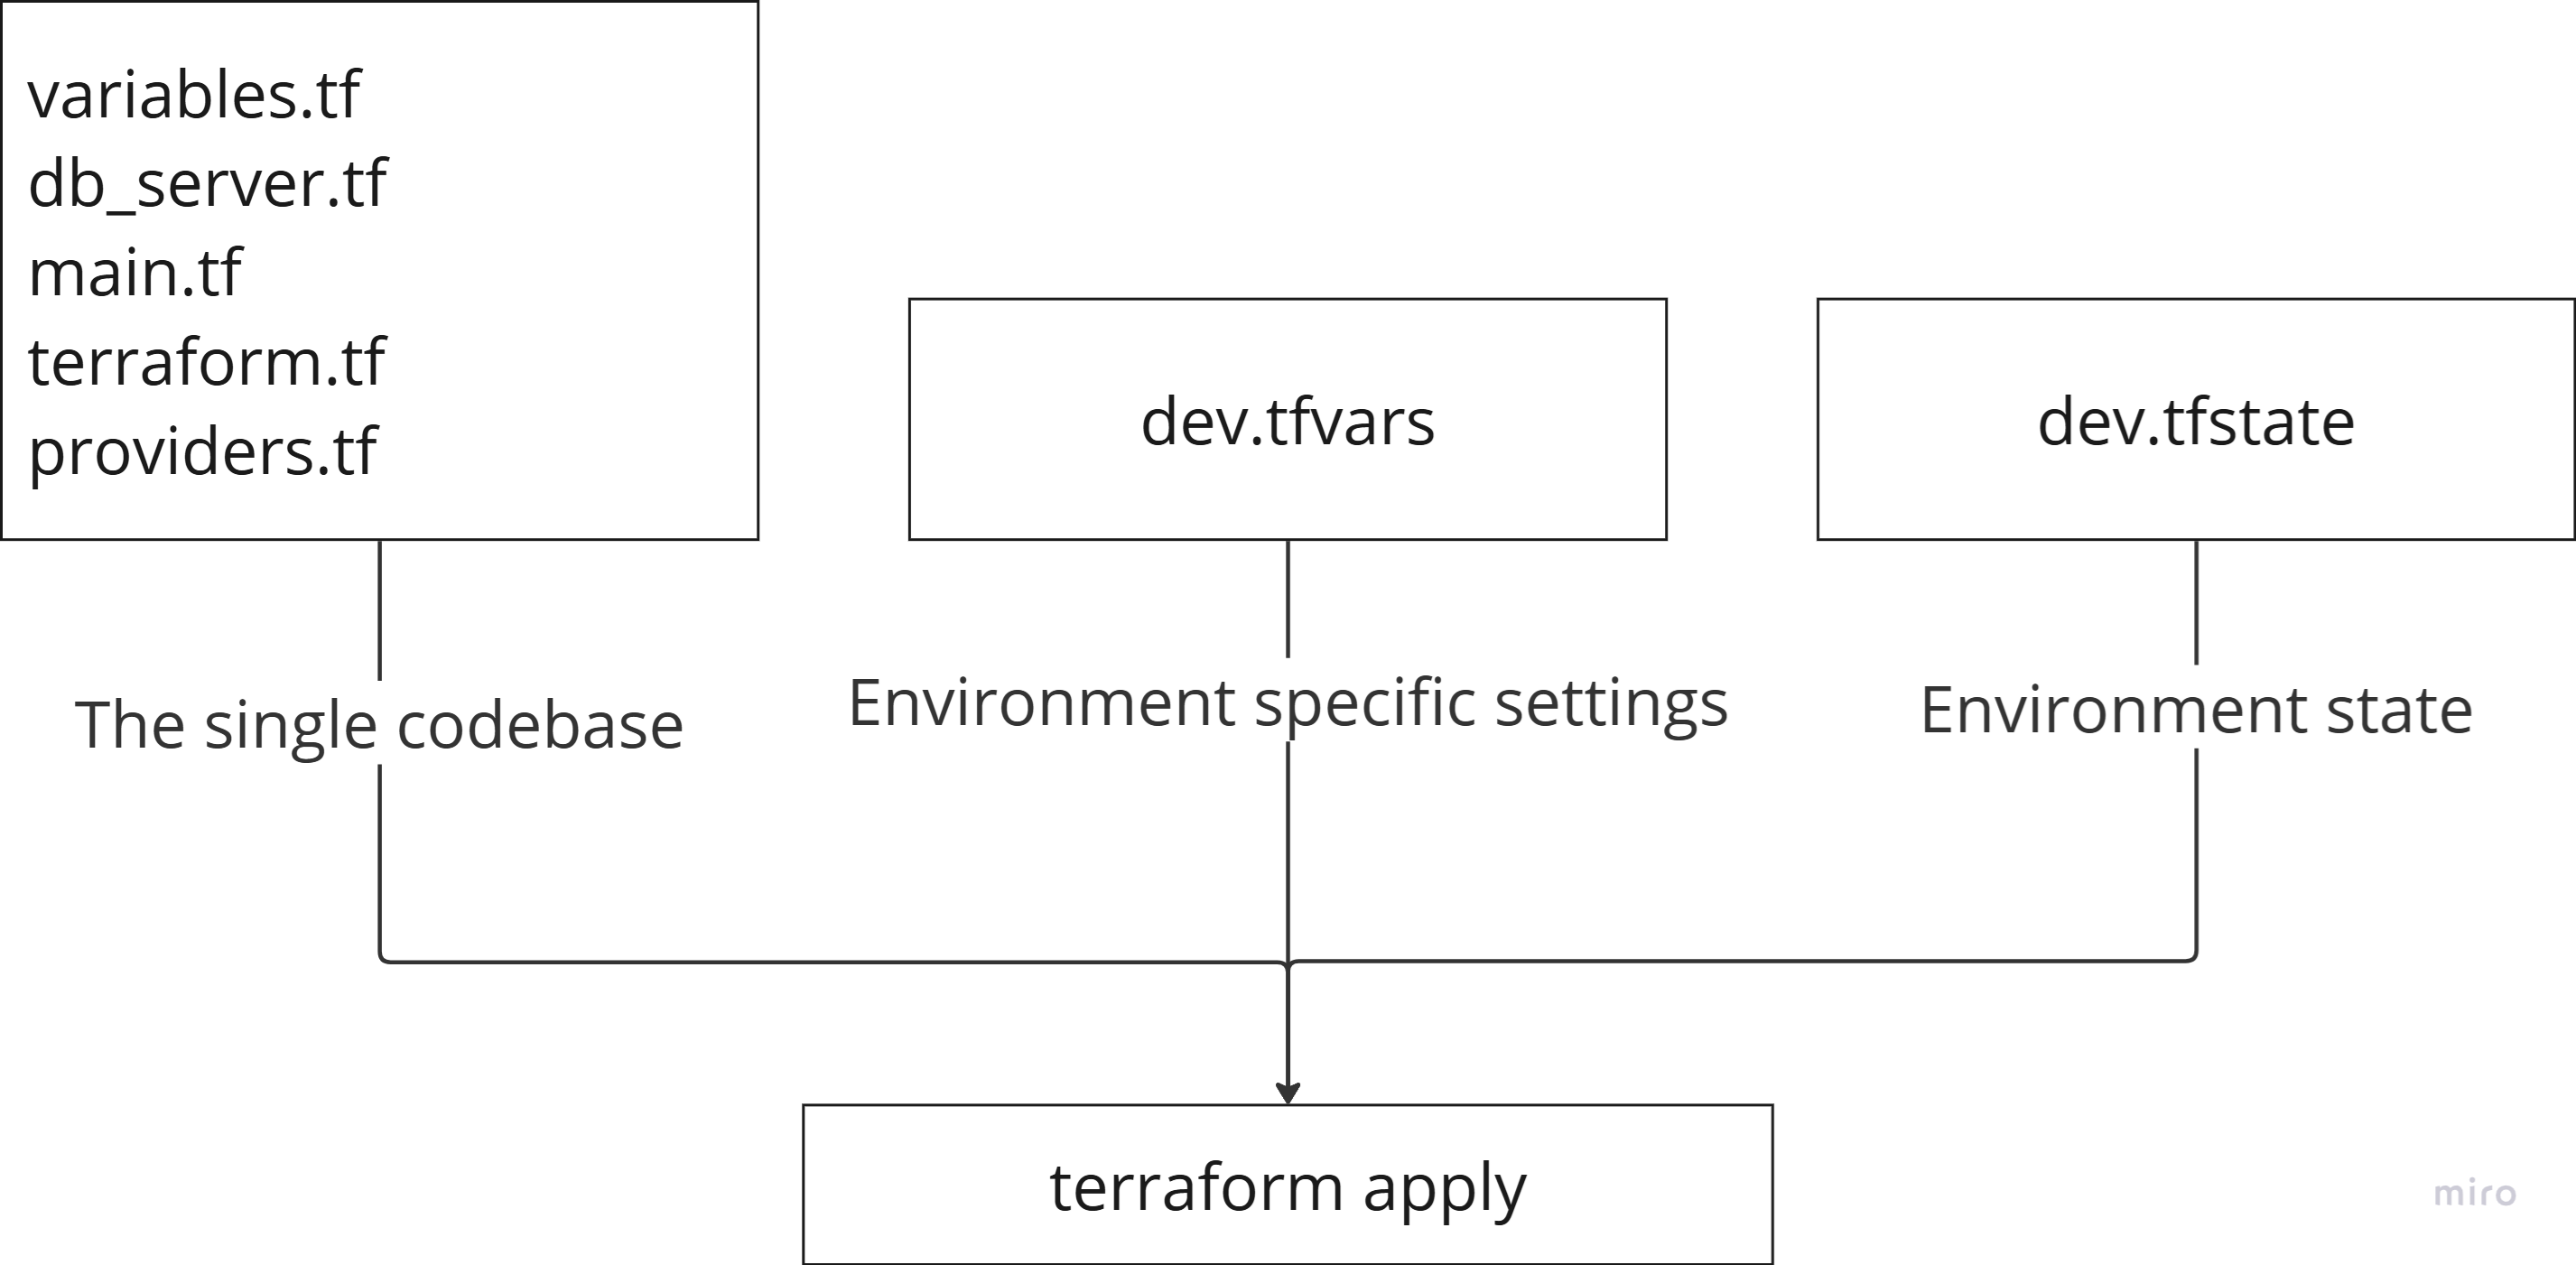 variables.tf
db_server.tf
main.tf
terraform.tf
providers.tf
dev.tfvars
dev.tfstate
The single codebase
Environment specific settings
Environment state
terraform apply
miro